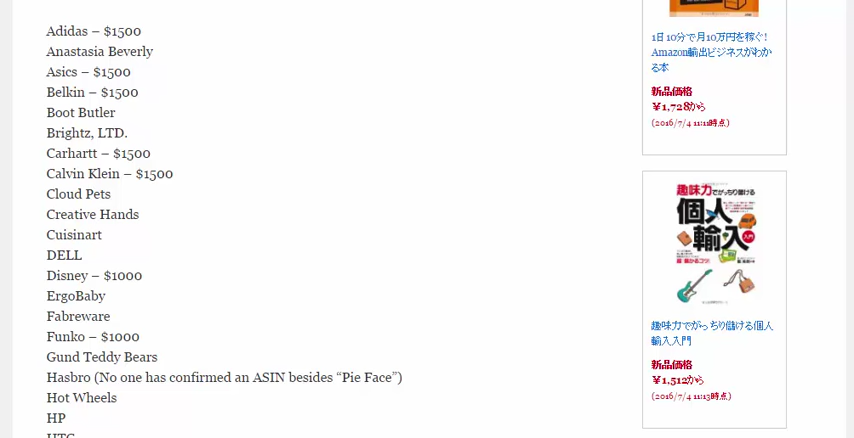 Adidas – $1500
Anastasia Beverly
Asics – $1500
Belkin – $1500
Boot Butler
Brightz, LTD.
Carhartt – $1500
Calvin Klein – $1500
Cloud Pets
Creative Hands
Cuisinart
DELL
Disney – $1000
ErgoBaby
Fabreware
Funko – $1000
Gund Teddy Bears
Hasbro (No one has confirmed an ASIN besides “Pie Face”)
Hot Wheels
HP
HTC
1日10分で月10万円を稼ぐ!
Amazon輸出ビジネスがわか
る本
新品価格
￥1,728から
(2016/7/4 11:11時点)
趣味力でがっちり儲ける
個人
輸入
入門
趣味力でがっちり儲ける個人
輸入入門
新品価格
￥1,512から
(2016/7/4 11:13時点)